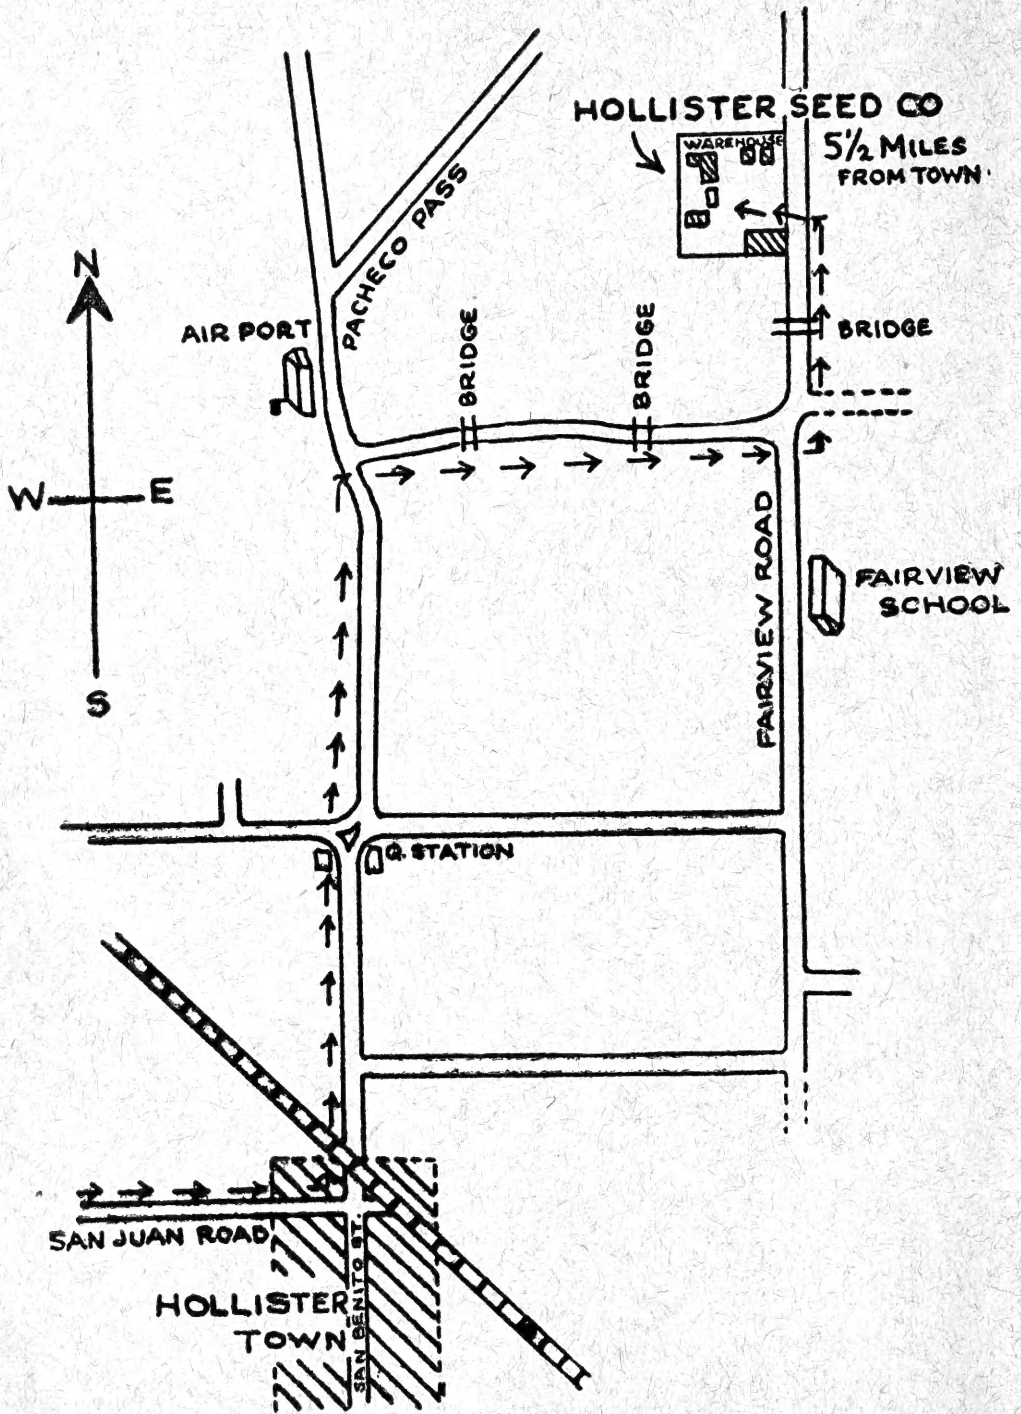 HOLLISTER SEED CO
WAREHOUSE
5½ MILES
FROM TOWN.
PACHECO PASS
N
AIR PORT
BRIDGE
BRIDGE
BRIDGE
W
E
FAIRVIEW ROAD
FAIRVIEW
SCHOOL
S
Q. STATION
SAN JUAN ROAD
SAN BENITO ST.
HOLLISTER
TOWN